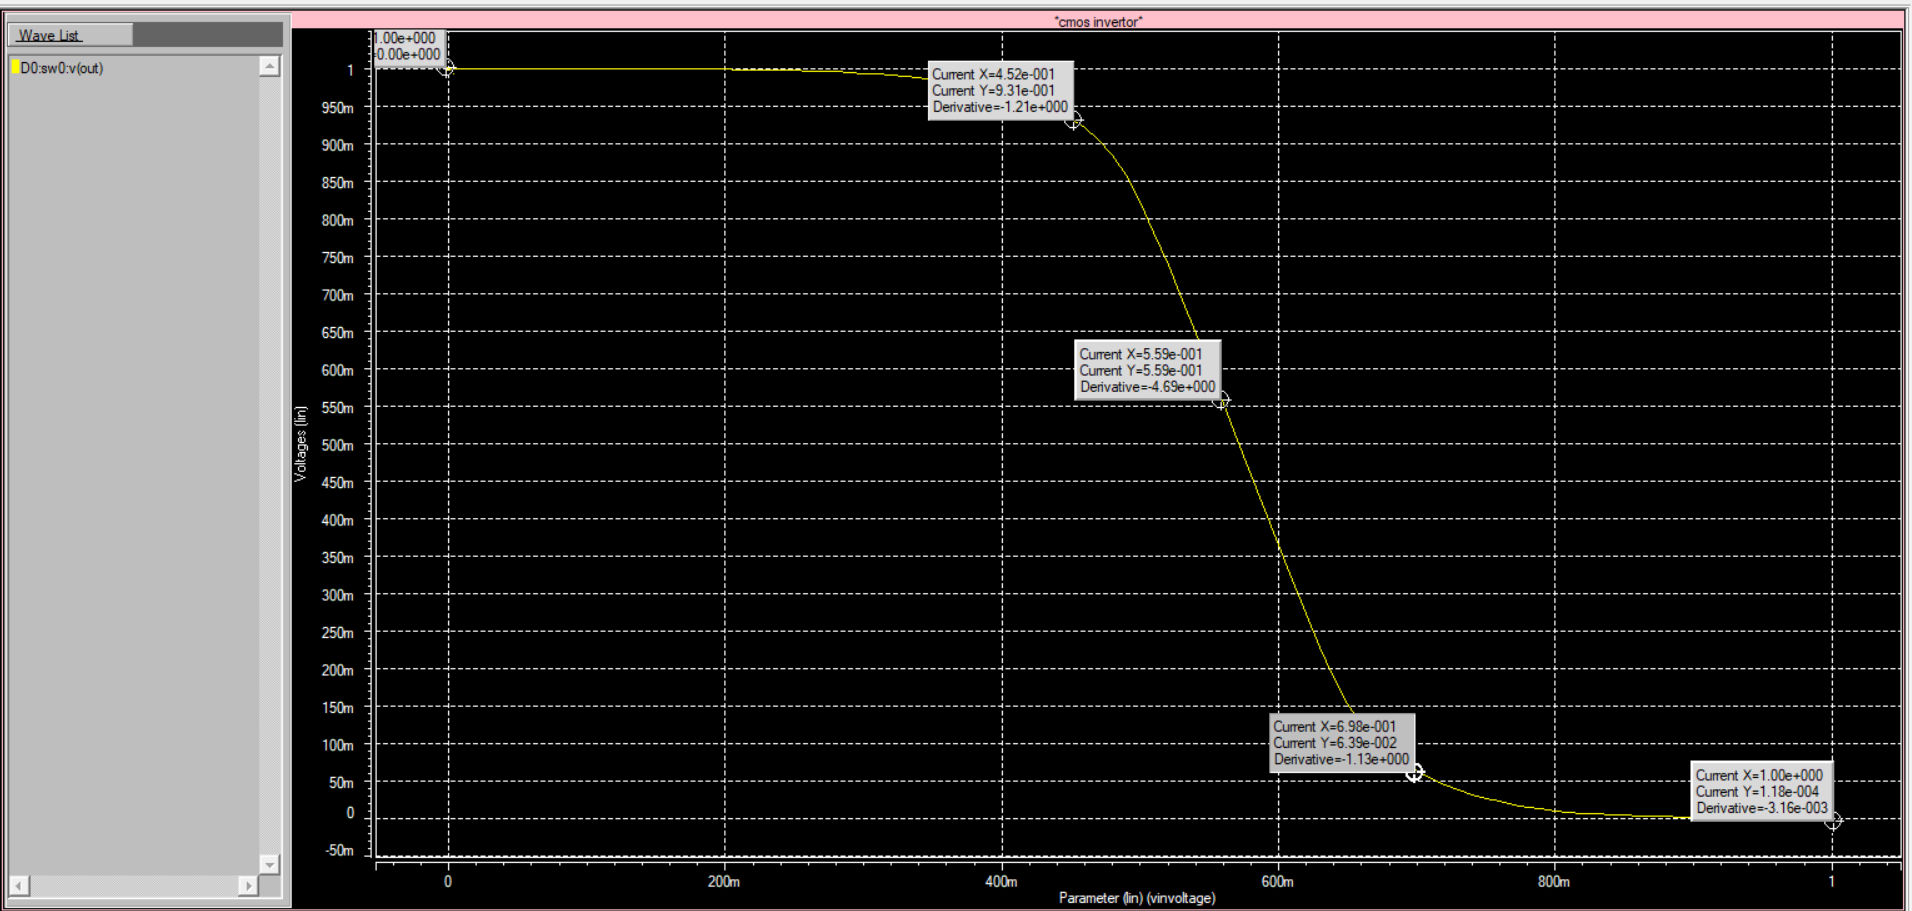 *cmos invertor*
Wave List
D0:sw0:v(out)
1.00e+000
0.00e+000
Current X=4.52e-001
Current Y=9.31e-001
Derivative=-1.21e+000
Current X=5.59e-001
Current Y=5.59e-001
Derivative=-4.69e+000
Current X=6.98e-001
Current Y=6.39e-002
Derivative=-1.13e+000
Current X=1.00e+000
Current Y=1.18e-004
Derivative=-3.16e-003
Voltages (lin)
1
950m
900m
850m
800m
750m
700m
650m
600m
550m
500m
450m
400m
350m
300m
250m
200m
150m
100m
50m
0
-50m
0
200m
400m
600m
800m
1
Parameter (lin) (vinvoltage)